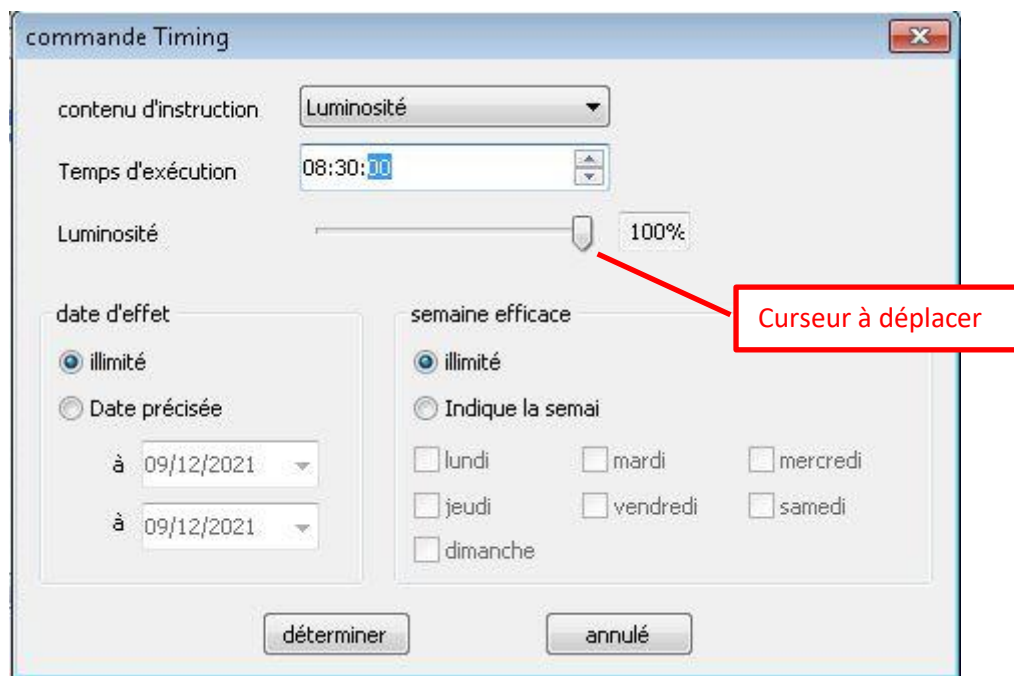 commande Timing
contenu d'instruction Luminosité
Temps d'exécution 08:30:00
Luminosité 100%
Curseur à déplacer
date d'effet
illimité
Date précisée
à 09/12/2021
à 09/12/2021
semaine efficace
illimité
Indique la semai
lundi mardi mercredi
jeudi vendredi samedi
dimanche
déterminer annulé